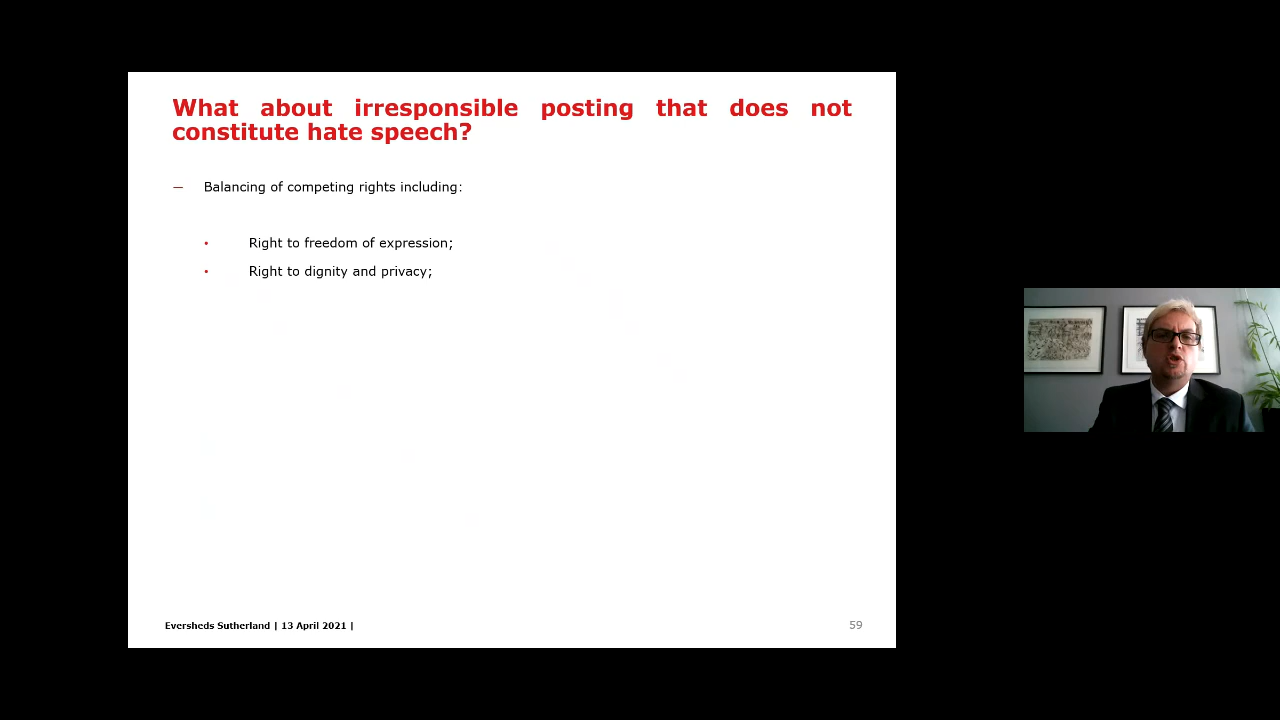 What about irresponsible posting that does not
constitute hate speech?
— Balancing of competing rights including:
• Right to freedom of expression;
• Right to dignity and privacy;
Eversheds Sutherland | 13 April 2021 |
59